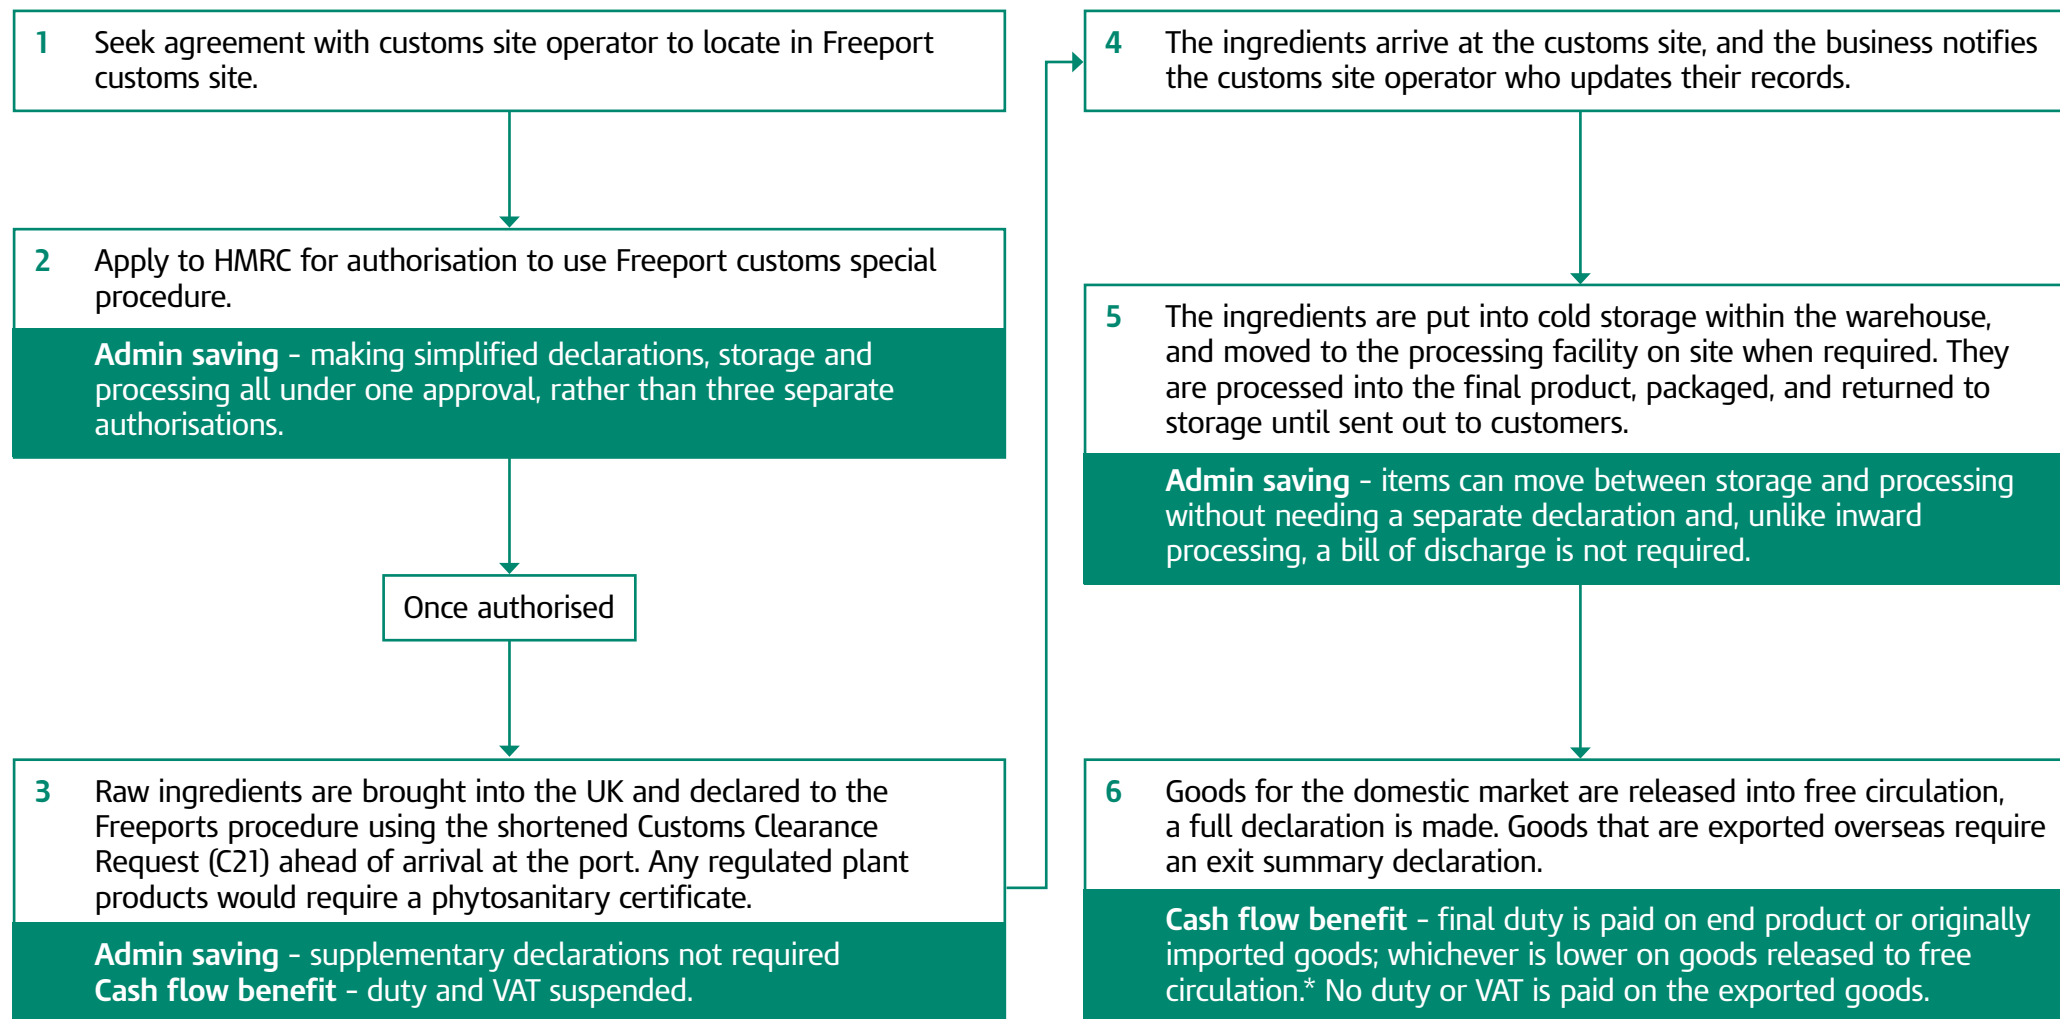 1 Seek agreement with customs site operator to locate in Freeport
customs site.
2 Apply to HMRC for authorisation to use Freeport customs special
procedure.
Admin saving – making simplified declarations, storage and
processing all under one approval, rather than three separate
authorisations.
Once authorised
3 Raw ingredients are brought into the UK and declared to the
Freeports procedure using the shortened Customs Clearance
Request (C21) ahead of arrival at the port. Any regulated plant
products would require a phytosanitary certificate.
Admin saving – supplementary declarations not required
Cash flow benefit – duty and VAT suspended.
4 The ingredients arrive at the customs site, and the business notifies
the customs site operator who updates their records.
5 The ingredients are put into cold storage within the warehouse,
and moved to the processing facility on site when required. They
are processed into the final product, packaged, and returned to
storage until sent out to customers.
Admin saving – items can move between storage and processing
without needing a separate declaration and, unlike inward
processing, a bill of discharge is not required.
6 Goods for the domestic market are released into free circulation,
a full declaration is made. Goods that are exported overseas require
an exit summary declaration.
Cash flow benefit – final duty is paid on end product or originally
imported goods; whichever is lower on goods released to free
circulation.* No duty or VAT is paid on the exported goods.